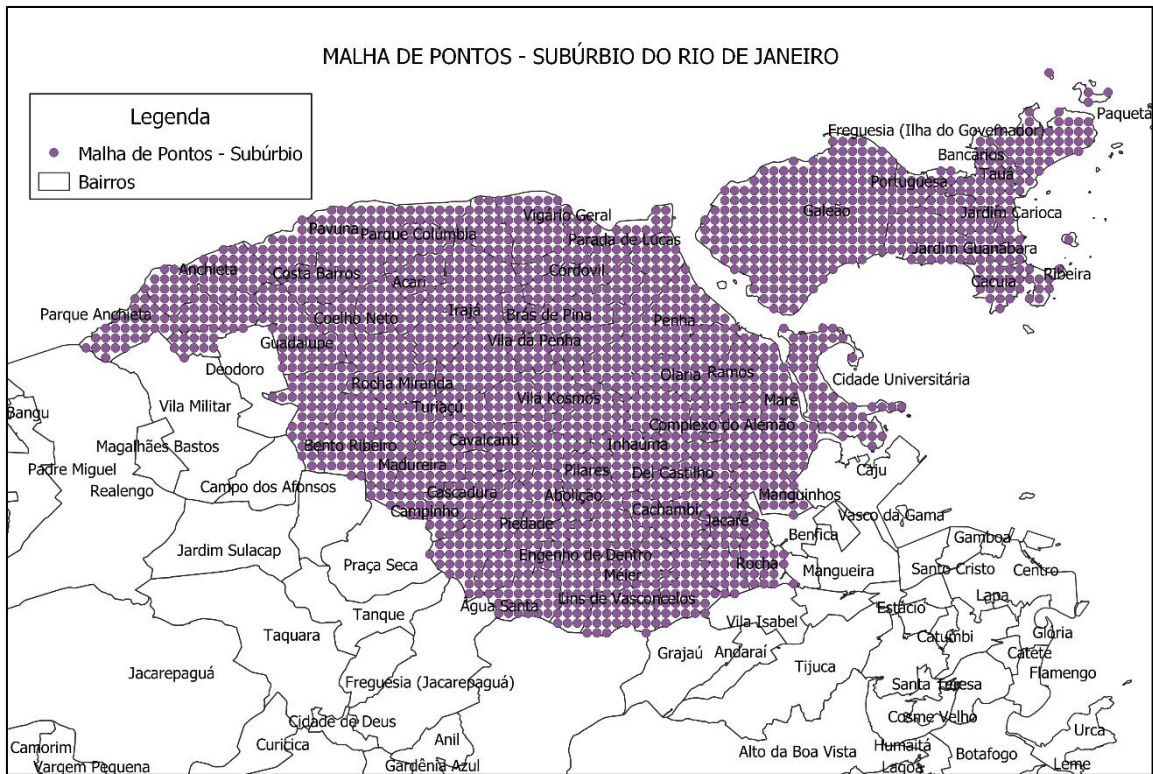 MALHA DE PONTOS - SUBÚRBIO DO RIO DE JANEIRO
Legenda
Malha de Pontos - Subúrbio
Bairros
Paquetá
Freguesia (Ilha do Governador)
Bancários
Tauá
Portuguesa
Galeão
Jardim Carioca
Vigário Geral
Pavuna
Parque Colúmbia
Parada de Lucas
Jardim Guanabara
Anchieta
Costa Barros
Acari
Cordovil
Cacuia
Ribeira
Parque Anchieta
Coelho Neto
Irajá
Brás de Pina
Penha
Guadalupe
Vila da Penha
Deodoro
Rocha Miranda
Olaria
Ramos
Cidade Universitária
Vila Militar
Turiaçú
Vila Kosmos
Maré
Bangu
Complexo do Alemão
Magalhães Bastos
Bento Ribeiro
Cavalcanti
Inhaúma
Padre Miguel
Madureira
Pilares
Del Castilho
Caju
Realengo
Campo dos Afonsos
Cascadura
Abolição
Manguinhos
Campinho
Piedade
Cachambi
Jacaré
Vasco da Gama
Benfica
Gamboa
Jardim Sulacap
Praça Seca
Engenho de Dentro
Méier
Rocha
Mangueira
Santo Cristo
Centro
Tanque
Água Santa
Lins de Vasconcelos
Estácio
Lapa
Taquara
Vila Isabel
Catumbi
Glória
Grajaú
Andaraí
Tijuca
Catete
Jacarepaguá
Freguesia (Jacarepaguá)
Santa Teresa
Flamengo
Cidade de Deus
Cosme Velho
Urca
Camorim
Curicica
Anil
Alto da Boa Vista
Humaitá
Botafogo
Vargem Pequena
Gardênia Azul
Lagoa
Leme